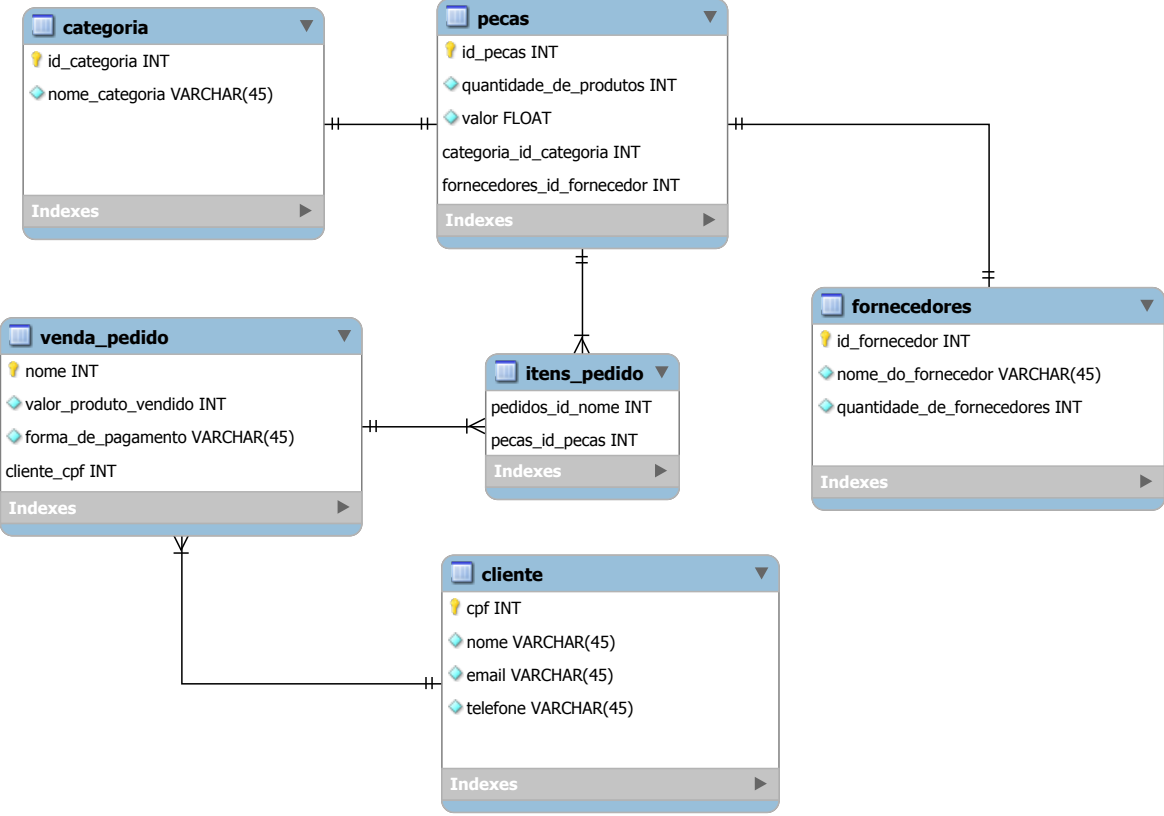 categoria
id_categoria INT
nome_categoria VARCHAR(45)
Indexes
pecas
id_pecas INT
quantidade_de_produtos INT
valor FLOAT
categoria_id_categoria INT
fornecedores_id_fornecedor INT
Indexes
fornecedores
id_fornecedor INT
nome_do_fornecedor VARCHAR(45)
quantidade_de_fornecedores INT
Indexes
venda_pedido
nome INT
valor_produto_vendido INT
forma_de_pagamento VARCHAR(45)
cliente_cpf INT
Indexes
itens_pedido
pedidos_id_nome INT
pecas_id_pecas INT
Indexes
cliente
cpf INT
nome VARCHAR(45)
email VARCHAR(45)
telefone VARCHAR(45)
Indexes